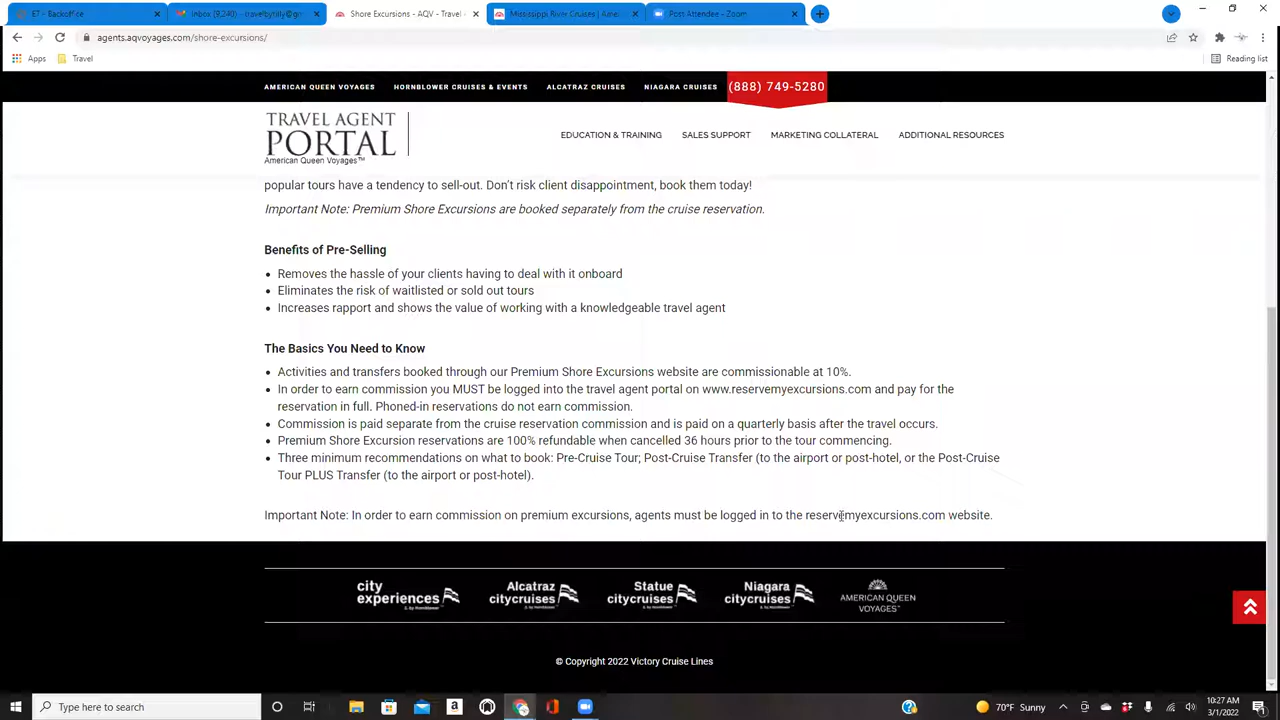 E7 - Backoffice
Inbox (9,240) - travelbytaly@gm
Shore Excursions - AQV - Travel
Mississippi River Cruises | Ame
Post Attendee - Zoom
agents.aqvoyages.com/shore-excursions/
Apps
Travel
Reading list
AMERICAN QUEEN VOYAGES
HORNBLOWER CRUISES & EVENTS
ALCATRAZ CRUISES
NIAGARA CRUISES
(888) 749-5280
TRAVEL AGENT
PORTAL
American Queen Voyages™
EDUCATION & TRAINING
SALES SUPPORT
MARKETING COLLATERAL
ADDITIONAL RESOURCES
popular tours have a tendency to sell-out. Don't risk client disappointment, book them today!
Important Note: Premium Shore Excursions are booked separately from the cruise reservation.
Benefits of Pre-Selling
• Removes the hassle of your clients having to deal with it onboard
• Eliminates the risk of waitlisted or sold out tours
• Increases rapport and shows the value of working with a knowledgeable travel agent
The Basics You Need to Know
• Activities and transfers booked through our Premium Shore Excursions website are commissionable at 10%.
• In order to earn commission you MUST be logged into the travel agent portal on www.reservemyexcursions.com and pay for the
reservation in full. Phoned-in reservations do not earn commission.
• Commission is paid separate from the cruise reservation commission and is paid on a quarterly basis after the travel occurs.
• Premium Shore Excursion reservations are 100% refundable when cancelled 36 hours prior to the tour commencing.
• Three minimum recommendations on what to book: Pre-Cruise Tour; Post-Cruise Transfer (to the airport or post-hotel, or the Post-Cruise
Tour PLUS Transfer (to the airport or post-hotel).
Important Note: In order to earn commission on premium excursions, agents must be logged in to the reservemyexcursions.com website.
city
experiences
Alcatraz
citycruises
Statue
citycruises
Niagara
citycruises
AMERICAN QUEEN
VOYAGES™
© Copyright 2022 Victory Cruise Lines
Type here to search
70°F Sunny
10:27 AM
3/1/2022